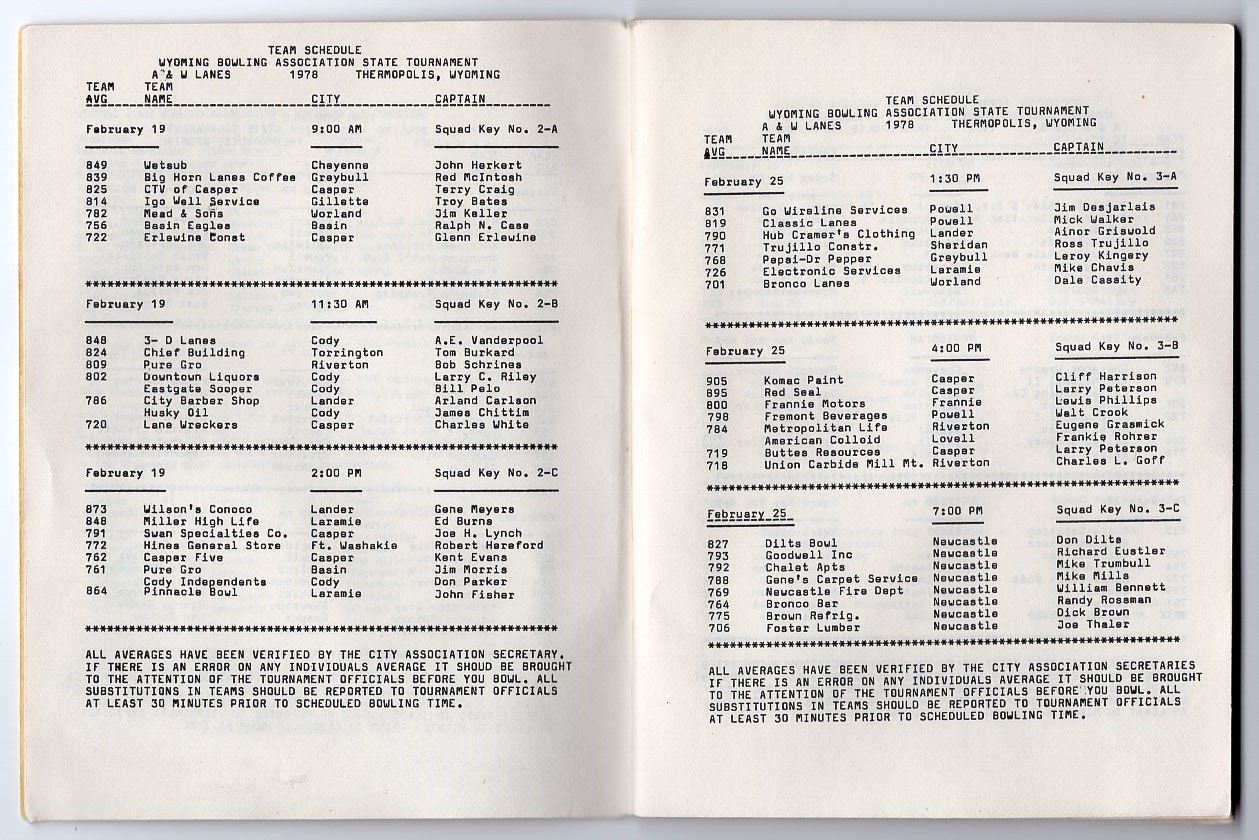 TEAM SCHEDULE
WYOMING BOWLING ASSOCIATION STATE TOURNAMENT
A & W LANES 1978 THERMOPOLIS, WYOMING
TEAM TEAM
AVG NAME CITY CAPTAIN
February 19 9:00 AM Squad Key No. 2-A
849 Wetsub Cheyenne John Herkert
839 Big Horn Lanes Coffee Greybull Red McIntosh
825 CTV of Casper Casper Terry Craig
814 Igo Well Service Gillette Troy Bates
782 Mead & Sons Worland Jim Keller
756 Basin Eagles Basin Ralph N. Case
722 Erlewine Const Casper Glenn Erlewine
****************************************************************
February 19 11:30 AM Squad Key No. 2-B
848 3- D Lanes Cody A.E. Vanderpool
824 Chief Building Torrington Tom Burkard
809 Pure Gro Riverton Bob Schrines
802 Downtown Liquors Cody Larry C. Riley
Eastgate Sooper Cody Bill Pelo
786 City Barber Shop Lander Arland Carlson
Husky Oil Cody James Chittim
720 Lane Wreckers Casper Charles White
****************************************************************
February 19 2:00 PM Squad Key No. 2-C
873 Wilson's Conoco Lander Gene Meyers
848 Miller High Life Laramie Ed Burns
791 Swan Specialties Co. Casper Joe H. Lynch
772 Hines General Store Ft. Washakie Robert Hereford
762 Casper Five Casper Kent Evans
761 Pure Gro Basin Jim Morris
Cody Independents Cody Don Parker
864 Pinnacle Bowl Laramie John Fisher
****************************************************************
ALL AVERAGES HAVE BEEN VERIFIED BY THE CITY ASSOCIATION SECRETARY.
IF THERE IS AN ERROR ON ANY INDIVIDUALS AVERAGE IT SHOUD BE BROUGHT
TO THE ATTENTION OF THE TOURNAMENT OFFICIALS BEFORE YOU BOWL. ALL
SUBSTITUTIONS IN TEAMS SHOULD BE REPORTED TO TOURNAMENT OFFICIALS
AT LEAST 30 MINUTES PRIOR TO SCHEDULED BOWLING TIME.
TEAM SCHEDULE
WYOMING BOWLING ASSOCIATION STATE TOURNAMENT
A & W LANES 1978 THERMOPOLIS, WYOMING
TEAM TEAM
AVG NAME CITY CAPTAIN
February 25 1:30 PM Squad Key No. 3-A
831 Go Wireline Services Powell Jim Desjarlais
819 Classic Lanes Powell Mick Walker
790 Hub Cramer's Clothing Lander Ainor Griswold
771 Trujillo Constr. Sheridan Ross Trujillo
768 Pepsi-Dr Pepper Greybull Leroy Kingery
726 Electronic Services Laramie Mike Chavis
701 Bronco Lanes Worland Dale Cassity
****************************************************************
February 25 4:00 PM Squad Key No. 3-B
905 Komac Paint Casper Cliff Harrison
895 Red Seal Casper Larry Peterson
800 Frannie Motors Frannie Lewis Phillips
798 Fremont Beverages Powell Walt Crook
784 Metropolitan Life Riverton Eugene Grasmick
American Colloid Lovell Frankie Rohrer
719 Buttes Resources Casper Larry Peterson
718 Union Carbide Mill Mt. Riverton Charles L. Goff
****************************************************************
February 25 7:00 PM Squad Key No. 3-C
827 Dilts Bowl Newcastle Don Dilts
793 Goodwell Inc Newcastle Richard Eustler
792 Chalet Apts Newcastle Mike Trumbull
788 Gene's Carpet Service Newcastle Mike Mills
769 Newcastle Fire Dept Newcastle William Bennett
764 Bronco Bar Newcastle Randy Rossman
775 Brown Refrig. Newcastle Dick Brown
706 Foster Lumber Newcastle Joe Thaler
****************************************************************
ALL AVERAGES HAVE BEEN VERIFIED BY THE CITY ASSOCIATION SECRETARIES
IF THERE IS AN ERROR ON ANY INDIVIDUALS AVERAGE IT SHOULD BE BROUGHT
TO THE ATTENTION OF THE TOURNAMENT OFFICIALS BEFORE YOU BOWL. ALL
SUBSTITUTIONS IN TEAMS SHOULD BE REPORTED TO TOURNAMENT OFFICIALS
AT LEAST 30 MINUTES PRIOR TO SCHEDULED BOWLING TIME.